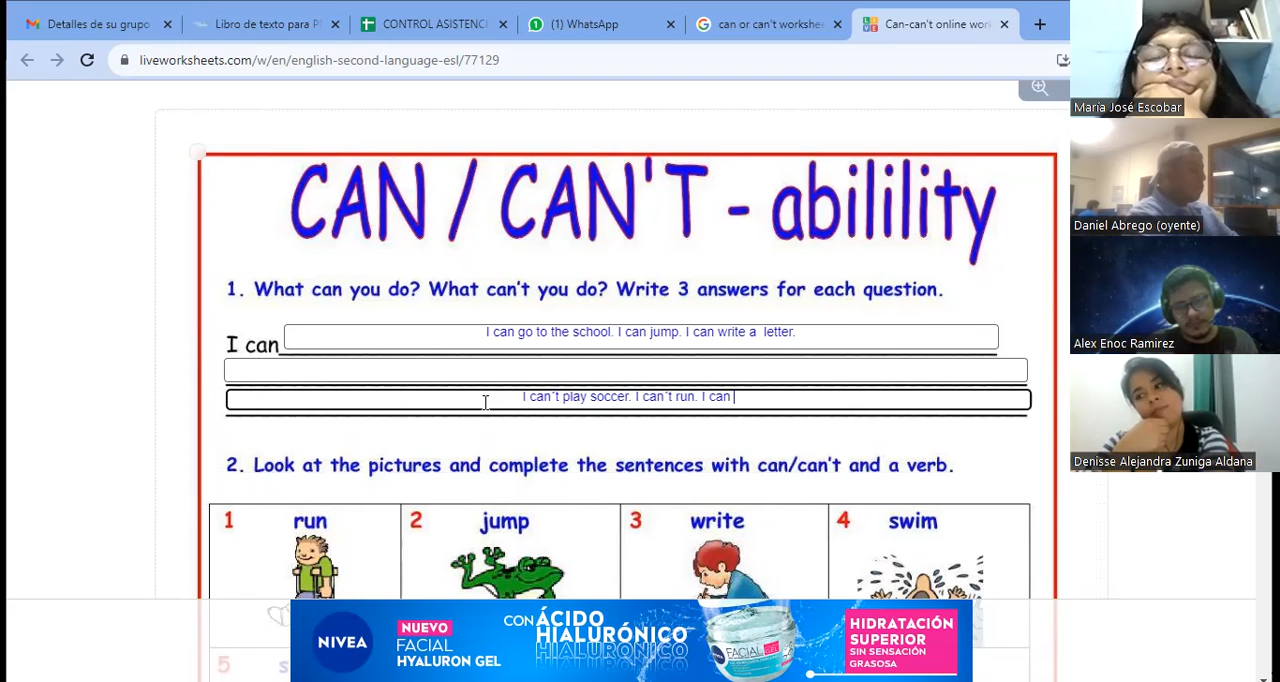 Detalles de su grupo
Libro de texto para P
CONTROL ASISTENC
(1) WhatsApp
can or can't workshe
Can-can't online wor
liveworksheets.com/w/en/english-second-language-esl/77129
CAN / CAN'T - abilility
1. What can you do? What can't you do? Write 3 answers for each question.
I can
I can go to the school. I can jump. I can write a letter.
I can´t play soccer. I can´t run. I can
2. Look at the pictures and complete the sentences with can/can't and a verb.
1 run
2 jump
3 write
4 swim
5 s
NIVEA
NUEVO
FACIAL
HYALURON GEL
CON ÁCIDO
HIALURÓNICO
NIVEA
FACIAL
HIDRATACIÓN
SUPERIOR
SIN SENSACIÓN
GRASOSA
María José Escobar
Daniel Abrego (oyente)
Alex Enoc Ramirez
Denisse Alejandra Zuniga Aldana